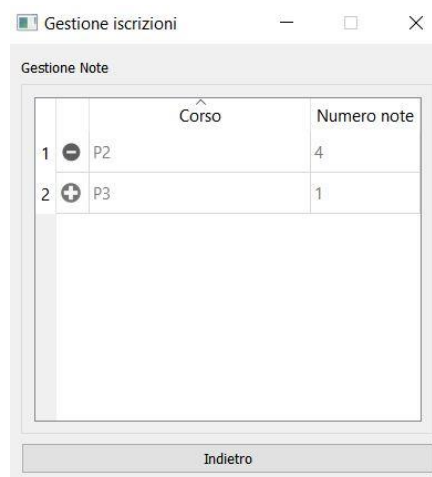 Gestione iscrizioni
Gestione Note
Corso Numero note
1 P2 4
2 P3 1
Indietro